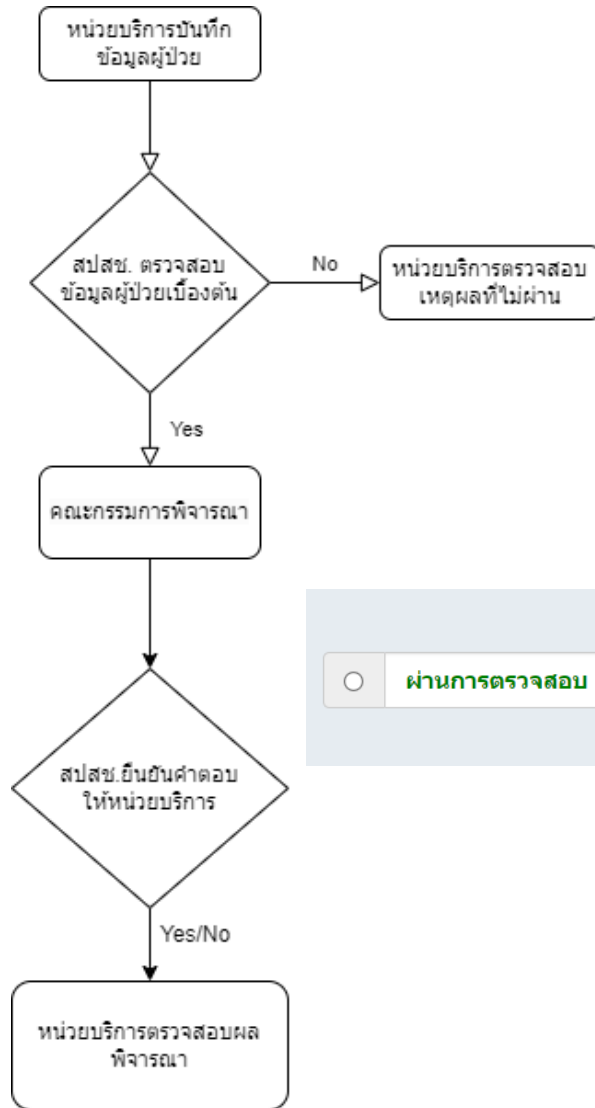 หน่วยบริการบันทึก
ข้อมูลผู้ป่วย
สปสช. ตรวจสอบ
ข้อมูลผู้ป่วยเบื้องต้น
No
หน่วยบริการตรวจสอบ
เหตุผลที่ไม่ผ่าน
Yes
คณะกรรมการพิจารณา
ผ่านการตรวจสอบ
สปสช.ยืนยันคำตอบ
ให้หน่วยบริการ
Yes/No
หน่วยบริการตรวจสอบผล
พิจารณา